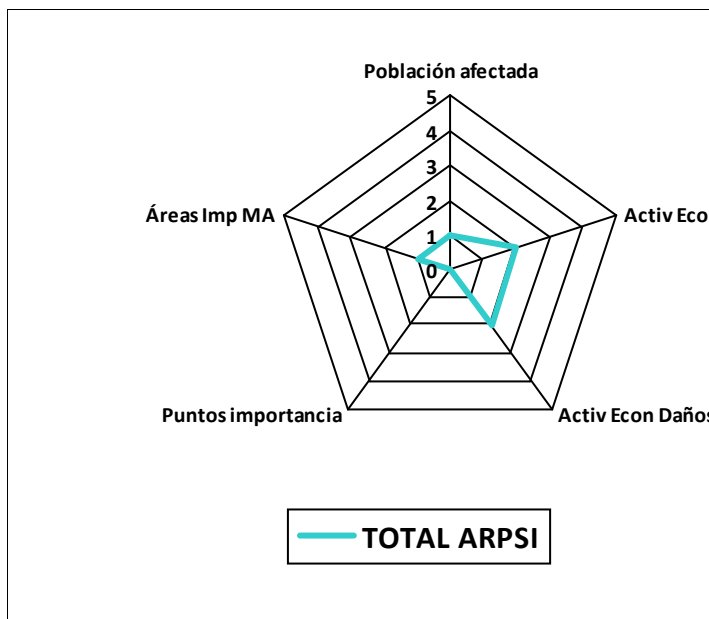 Población afectada
5
4
Áreas Imp MA
3
Activ Eco
2
1
0
Puntos importancia
Activ Econ Daños
TOTAL ARPSI